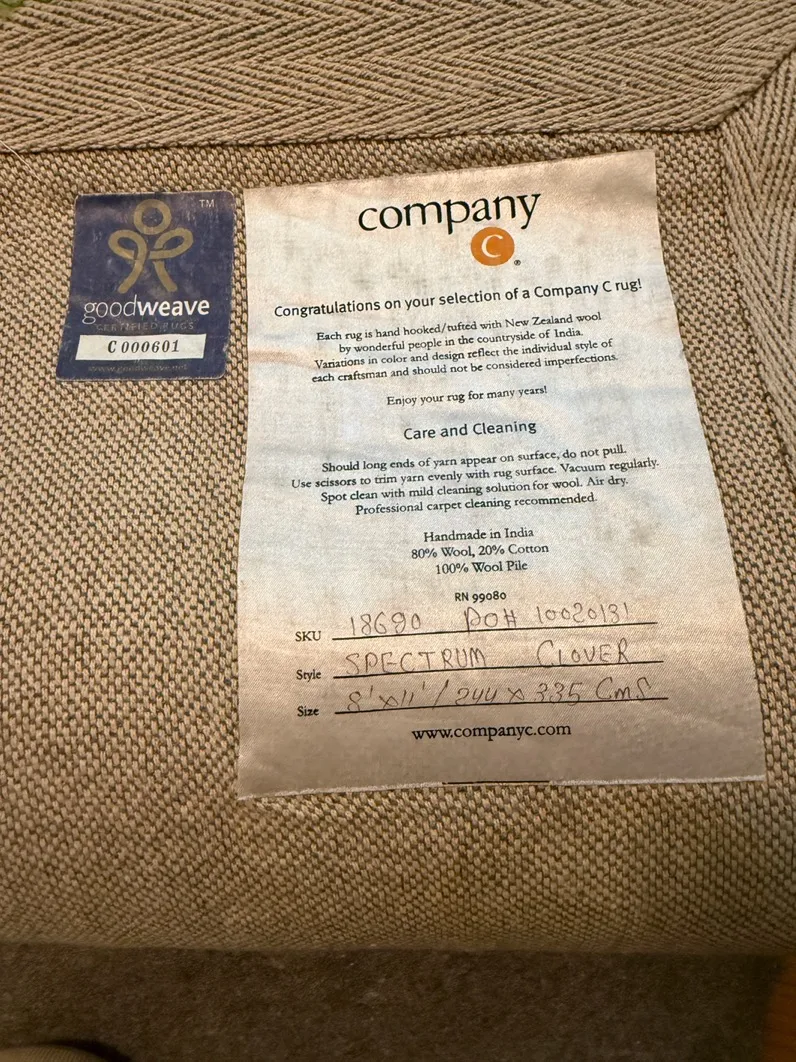 TM
goodweave
CERTIFIED RUGS
C 000601
www.goodweave.net
company
C
®
Congratulations on your selection of a Company C rug!
Each rug is hand hooked/tufted with New Zealand wool
by wonderful people in the countryside of India.
Variations in color and design reflect the individual style of
each craftsman and should not be considered imperfections.
Enjoy your rug for many years!
Care and Cleaning
Should long ends of yarn appear on surface, do not pull.
Use scissors to trim yarn evenly with rug surface. Vacuum regularly.
Spot clean with mild cleaning solution for wool. Air dry.
Professional carpet cleaning recommended.
Handmade in India
80% Wool, 20% Cotton
100% Wool Pile
RN 99080
SKU 18690 PO# 10020131
Style SPECTRUM CLOVER
Size 8'x11' / 244 x 335 Cms
www.companyc.com